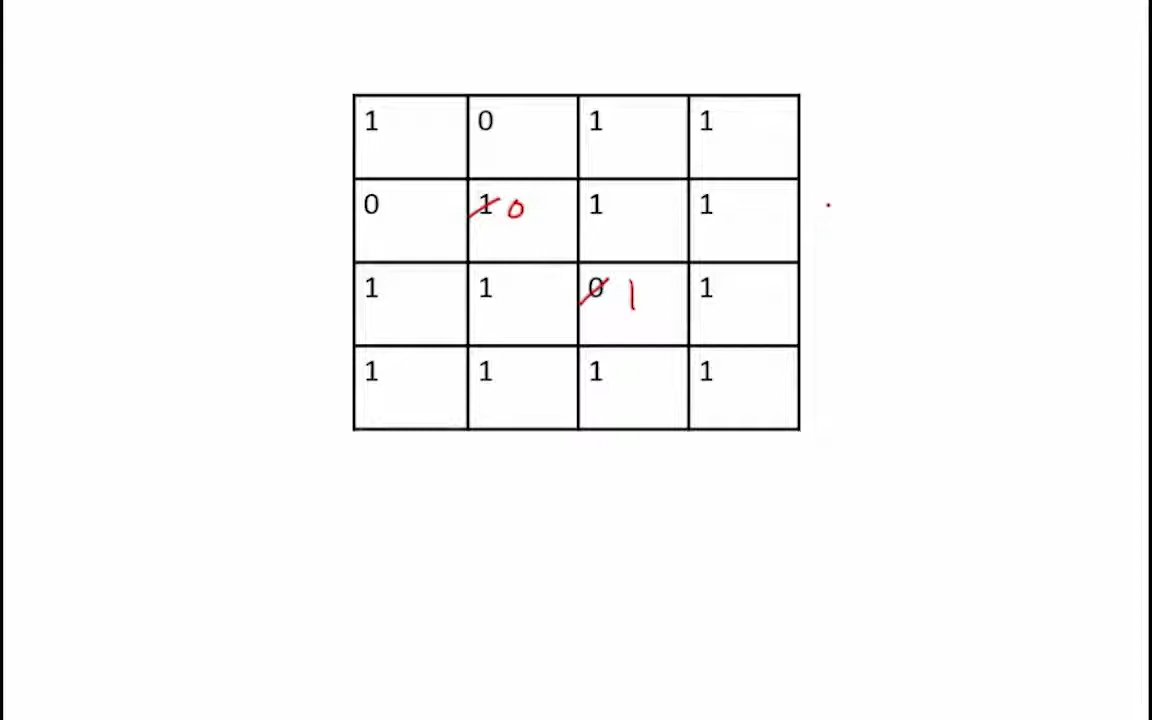 1 0 1 1
0 1 0 1 1
1 1 0 1 1
1 1 1 1